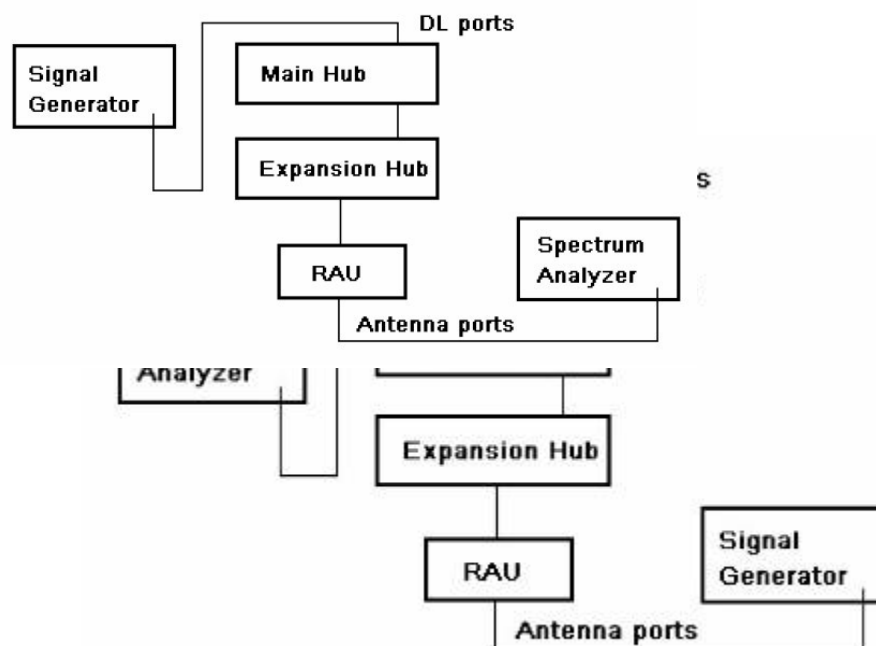 DL ports
Signal
Generator
Main Hub
Expansion Hub
s
Spectrum
Analyzer
RAU
Antenna ports
Analyzer
Expansion Hub
Signal
Generator
RAU
Antenna ports